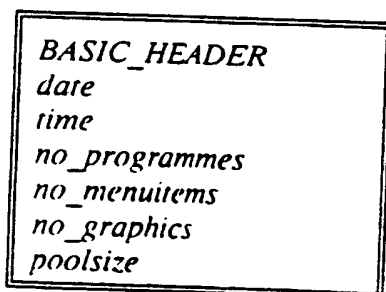 BASIC_HEADER
date
time
no_programmes
no_menuitems
no_graphics
poolsize